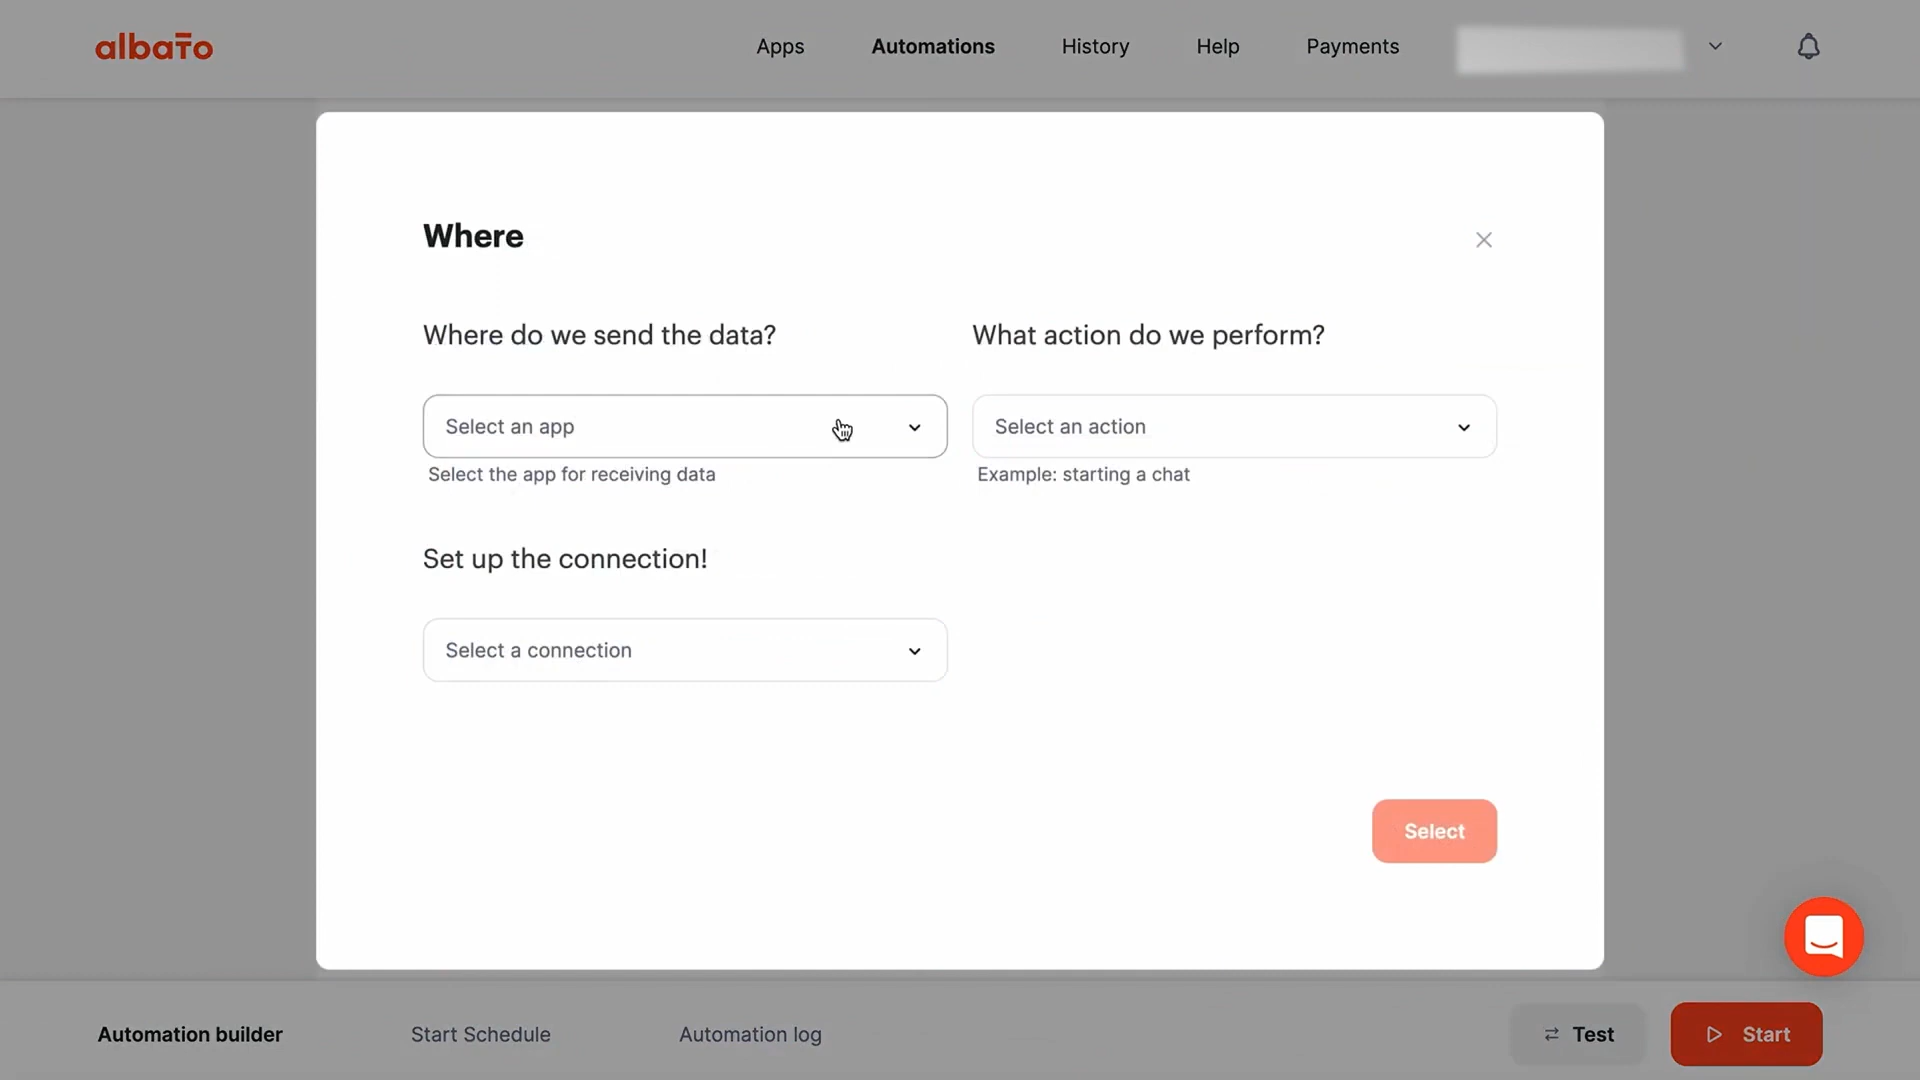 albato
Apps
Automations
History
Help
Payments
Where
Where do we send the data?
What action do we perform?
Select an app
Select an action
Select the app for receiving data
Example: starting a chat
Set up the connection!
Select a connection
Select
Automation builder
Start Schedule
Automation log
Test
Start